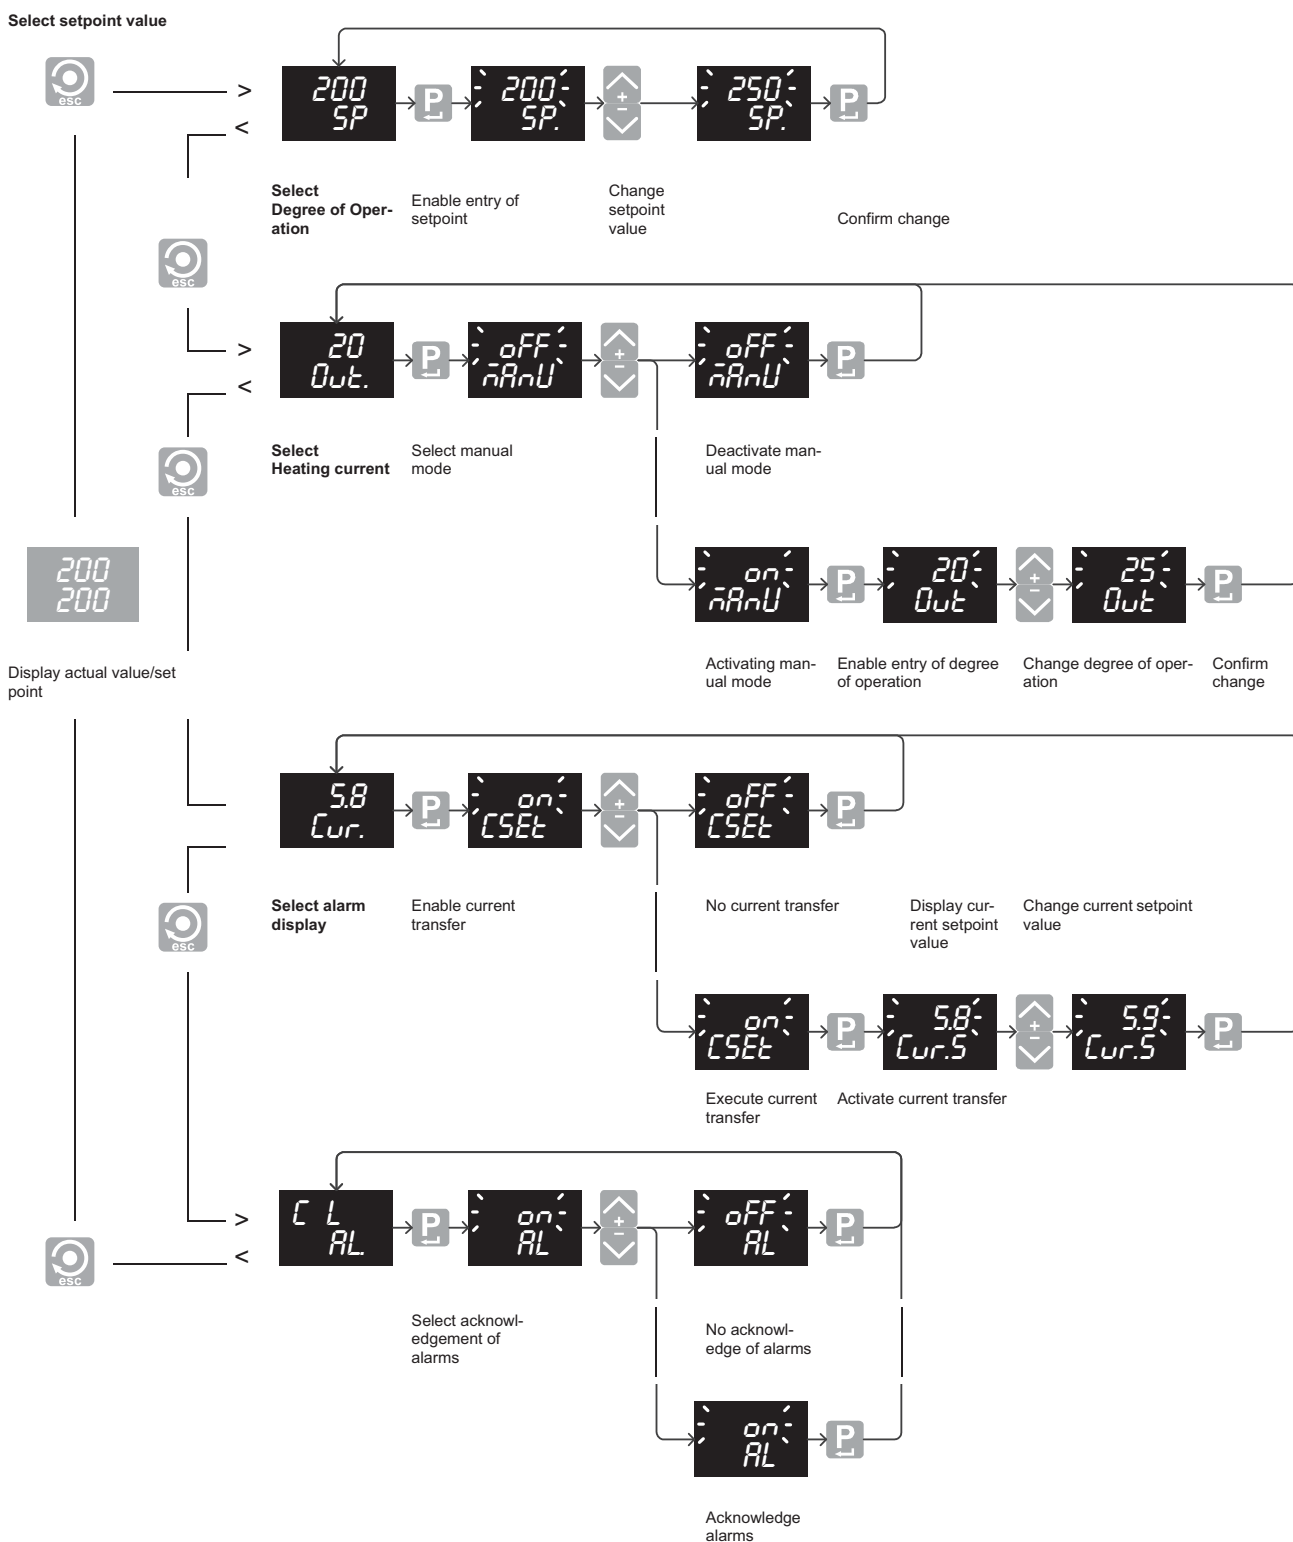 Select setpoint value
esc
>
<
200
SP
P
200
SP.
+
−
250
SP.
P
Select
Degree of Oper-
ation
Enable entry of
setpoint
Change
setpoint
value
Confirm change
esc
>
<
20
Out.
P
oFF
mAnU
+
−
oFF
mAnU
P
esc
Select
Heating current
Select manual
mode
Deactivate man-
ual mode
200
200
on
mAnU
P
20
Out
+
−
25
Out
P
Display actual value/set
point
Activating man-
ual mode
Enable entry of degree
of operation
Change degree of oper-
ation
Confirm
change
5.8
Cur.
P
on
CSEt
+
−
oFF
CSEt
P
esc
Select alarm
display
Enable current
transfer
No current transfer
Display cur-
rent setpoint
value
Change current setpoint
value
on
CSEt
P
5.8
Cur.S
+
−
5.9
Cur.S
P
Execute current
transfer
Activate current transfer
esc
>
<
C L
AL.
P
on
AL
+
−
oFF
AL
P
Select acknowl-
edgement of
alarms
No acknowl-
edge of alarms
on
AL
P
Acknowledge
alarms